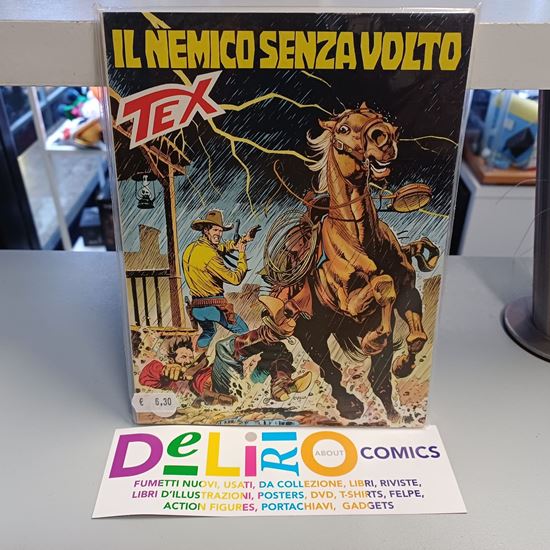 IL NEMICO SENZA VOLTO
TEX
€ 6,30
DELIRIO ABOUT COMICS
FUMETTI NUOVI, USATI, DA COLLEZIONE, LIBRI, RIVISTE,
LIBRI D'ILLUSTRAZIONI, POSTERS, DVD, T-SHIRTS, FELPE,
ACTION FIGURES, PORTACHIAVI, GADGETS